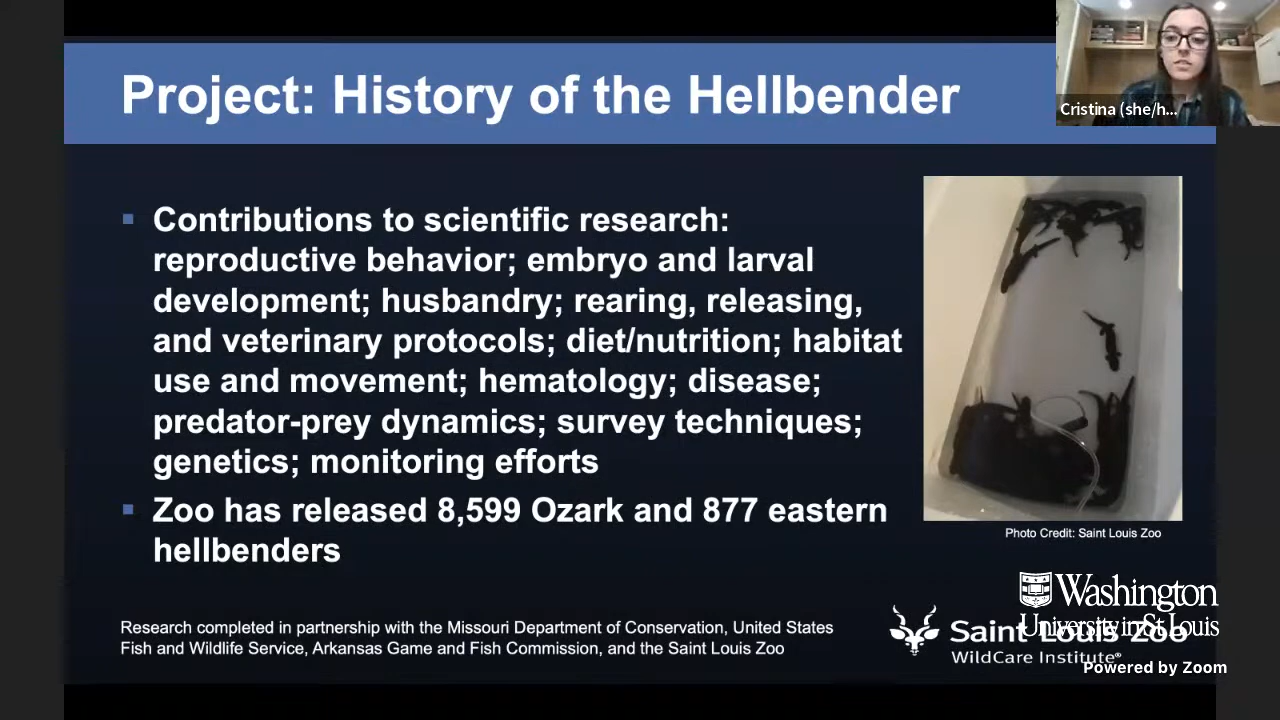 Project: History of the Hellbender
Cristina (she/h...
Contributions to scientific research:
reproductive behavior; embryo and larval
development; husbandry; rearing, releasing,
and veterinary protocols; diet/nutrition; habitat
use and movement; hematology; disease;
predator-prey dynamics; survey techniques;
genetics; monitoring efforts
Zoo has released 8,599 Ozark and 877 eastern
hellbenders
Photo Credit: Saint Louis Zoo
Research completed in partnership with the Missouri Department of Conservation, United States
Fish and Wildlife Service, Arkansas Game and Fish Commission, and the Saint Louis Zoo
Saint Louis Zoo
WildCare Institute®
Washington
University in St. Louis
Powered by Zoom